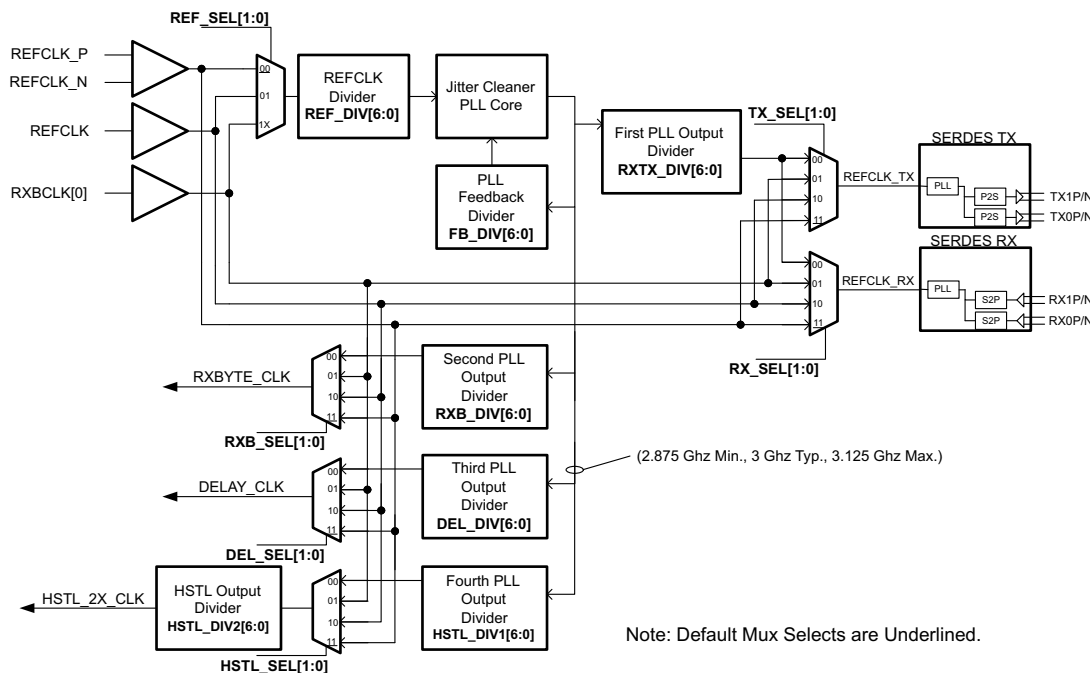 REF_SEL[1:0]
REFCLK_P
REFCLK_N
REFCLK
RXBCLK[0]
00
01
1X
REFCLK
Divider
REF_DIV[6:0]
Jitter Cleaner
PLL Core
PLL
Feedback
Divider
FB_DIV[6:0]
First PLL Output
Divider
RXTX_DIV[6:0]
TX_SEL[1:0]
00
01
10
11
REFCLK_TX
SERDES TX
PLL
P2S
P2S
TX1P/N
TX0P/N
00
01
10
11
REFCLK_RX
SERDES RX
PLL
S2P
S2P
RX1P/N
RX0P/N
RX_SEL[1:0]
RXBYTE_CLK
00
01
10
11
RXB_SEL[1:0]
Second PLL
Output
Divider
RXB_DIV[6:0]
(2.875 Ghz Min., 3 Ghz Typ., 3.125 Ghz Max.)
DELAY_CLK
00
01
10
11
DEL_SEL[1:0]
Third PLL
Output
Divider
DEL_DIV[6:0]
HSTL_2X_CLK
HSTL Output
Divider
HSTL_DIV2[6:0]
00
01
10
11
HSTL_SEL[1:0]
Fourth PLL
Output
Divider
HSTL_DIV1[6:0]
Note: Default Mux Selects are Underlined.